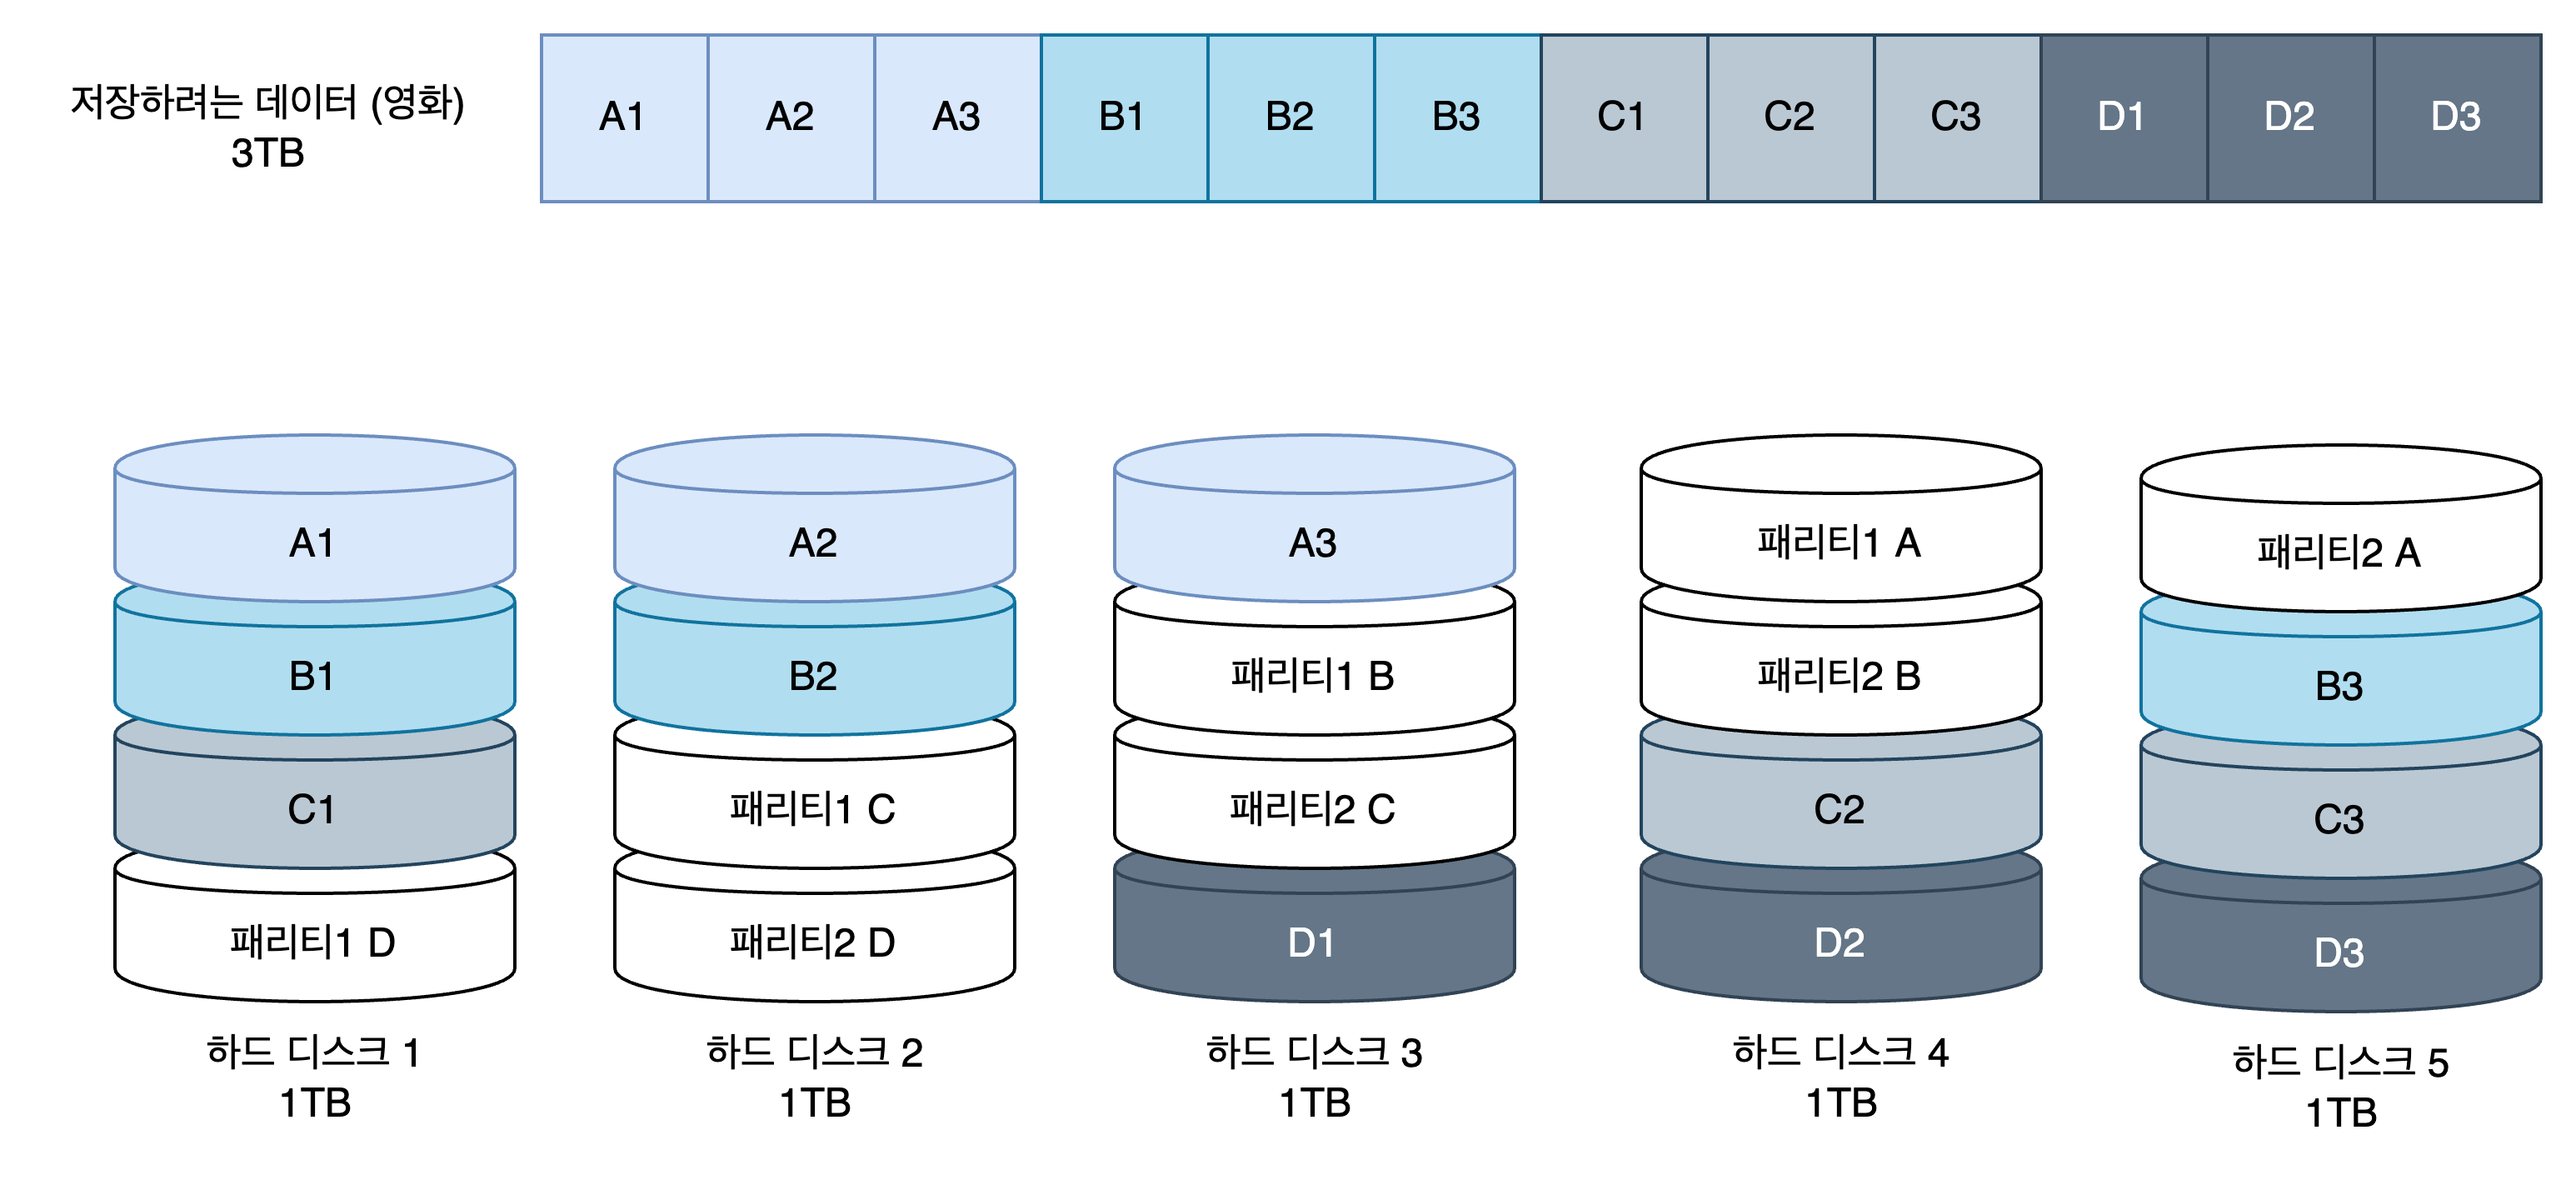 저장하려는 데이터 (영화)
3TB
A1 A2 A3 B1 B2 B3 C1 C2 C3 D1 D2 D3
A1
B1
C1
패리티1 D
하드 디스크 1
1TB
A2
B2
패리티1 C
패리티2 D
하드 디스크 2
1TB
A3
패리티1 B
패리티2 C
D1
하드 디스크 3
1TB
패리티1 A
패리티2 B
C2
D2
하드 디스크 4
1TB
패리티2 A
B3
C3
D3
하드 디스크 5
1TB